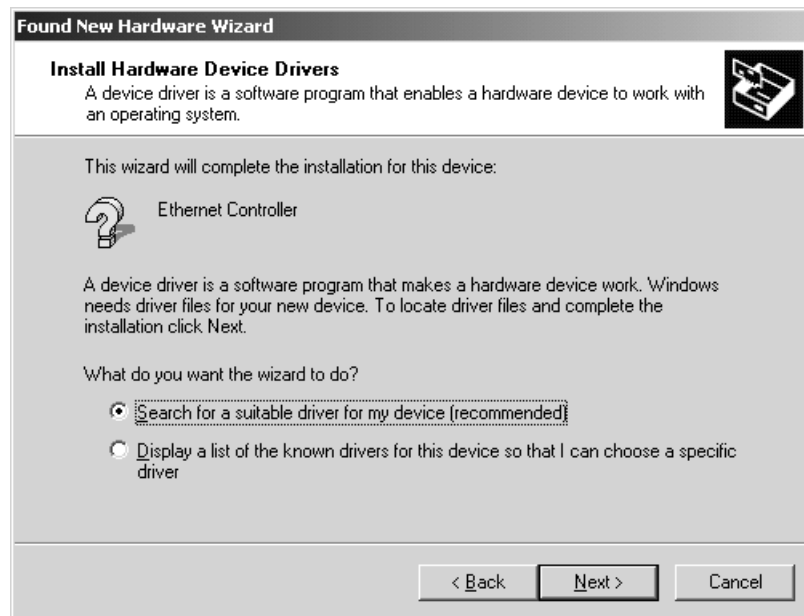 Found New Hardware Wizard
Install Hardware Device Drivers
A device driver is a software program that enables a hardware device to work with
an operating system.
This wizard will complete the installation for this device:
Ethernet Controller
A device driver is a software program that makes a hardware device work. Windows
needs driver files for your new device. To locate driver files and complete the
installation click Next.
What do you want the wizard to do?
Search for a suitable driver for my device (recommended)
Display a list of the known drivers for this device so that I can choose a specific
driver
< Back
Next >
Cancel